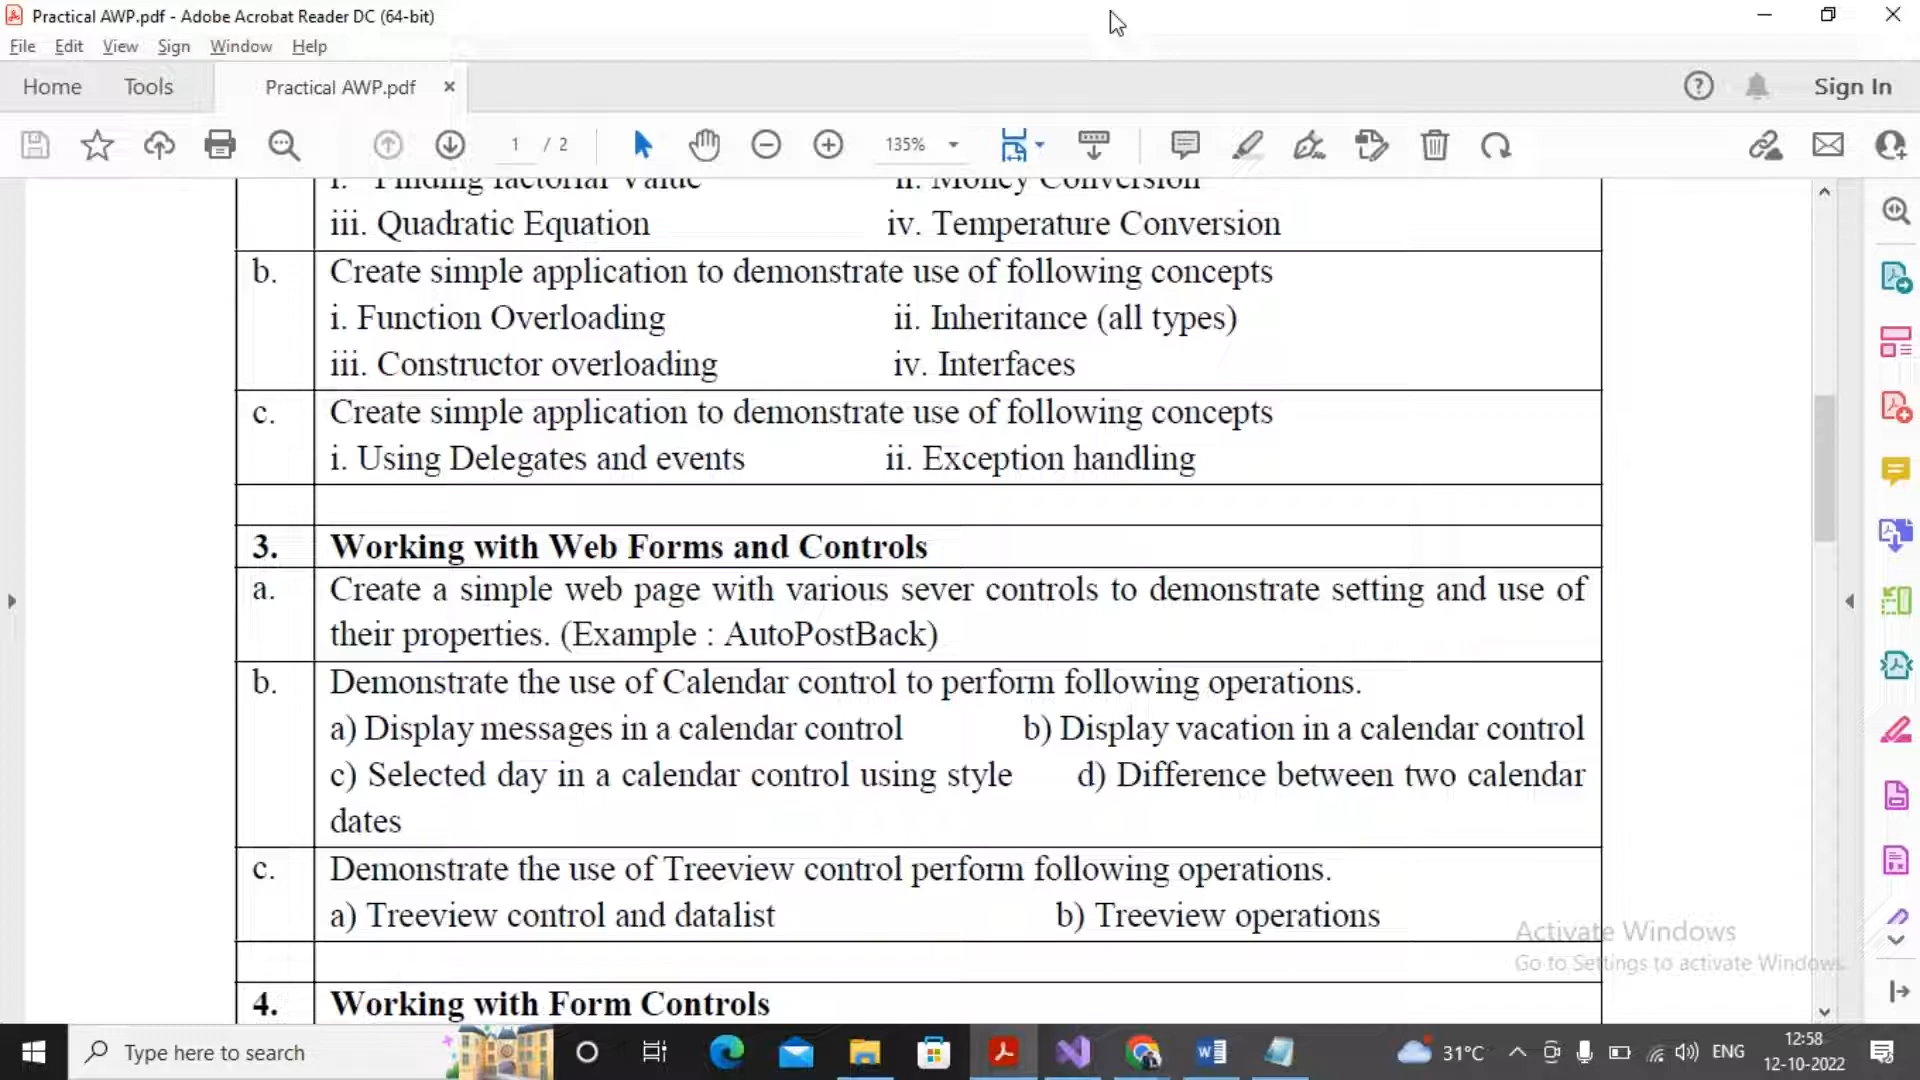 Practical AWP.pdf - Adobe Acrobat Reader DC (64-bit)
File Edit View Sign Window Help
Home Tools Practical AWP.pdf × Sign In
1 / 2 135%
i. Finding factorial Value ii. Money Conversion
iii. Quadratic Equation iv. Temperature Conversion
b. Create simple application to demonstrate use of following concepts
i. Function Overloading ii. Inheritance (all types)
iii. Constructor overloading iv. Interfaces
c. Create simple application to demonstrate use of following concepts
i. Using Delegates and events ii. Exception handling
3. Working with Web Forms and Controls
a. Create a simple web page with various sever controls to demonstrate setting and use of
their properties. (Example : AutoPostBack)
b. Demonstrate the use of Calendar control to perform following operations.
a) Display messages in a calendar control b) Display vacation in a calendar control
c) Selected day in a calendar control using style d) Difference between two calendar
dates
c. Demonstrate the use of Treeview control perform following operations.
a) Treeview control and datalist b) Treeview operations
Activate Windows
Go to Settings to activate Windows.
4. Working with Form Controls
Type here to search 31°C ENG 12:58
12-10-2022